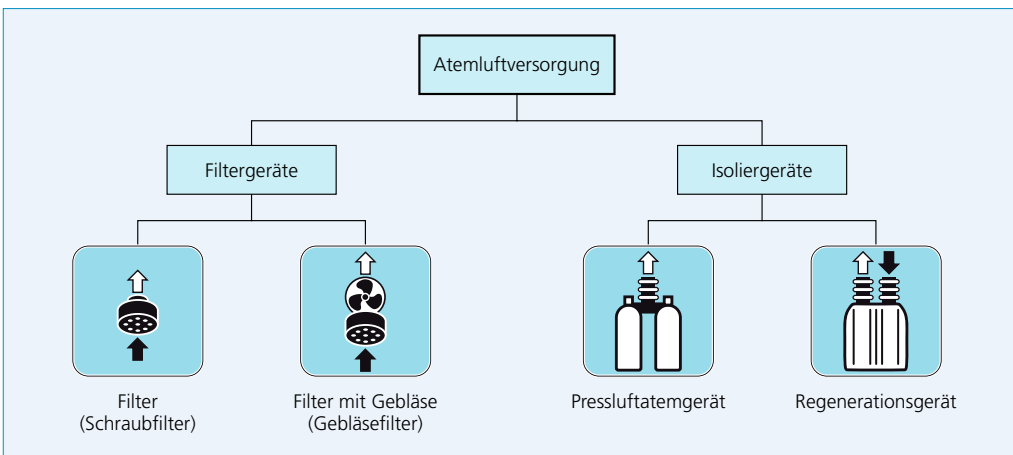 Atemluftversorgung
Filtergeräte
Isoliergeräte
Filter
(Schraubfilter)
Filter mit Gebläse
(Gebläsefilter)
Pressluftatemgerät
Regenerationsgerät